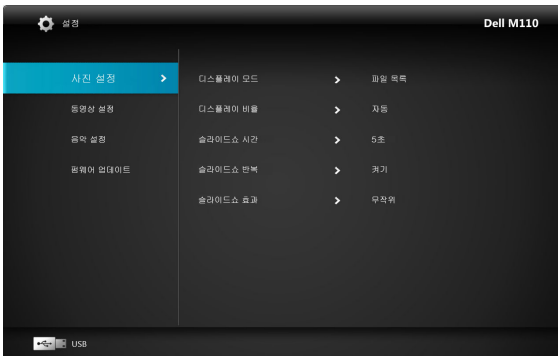 설정 Dell M110
사진 설정 디스플레이 모드 파일 목록
동영상 설정 디스플레이 비율 자동
음악 설정 슬라이드쇼 시간 5초
펌웨어 업데이트 슬라이드쇼 반복 켜기
슬라이드쇼 효과 무작위
USB